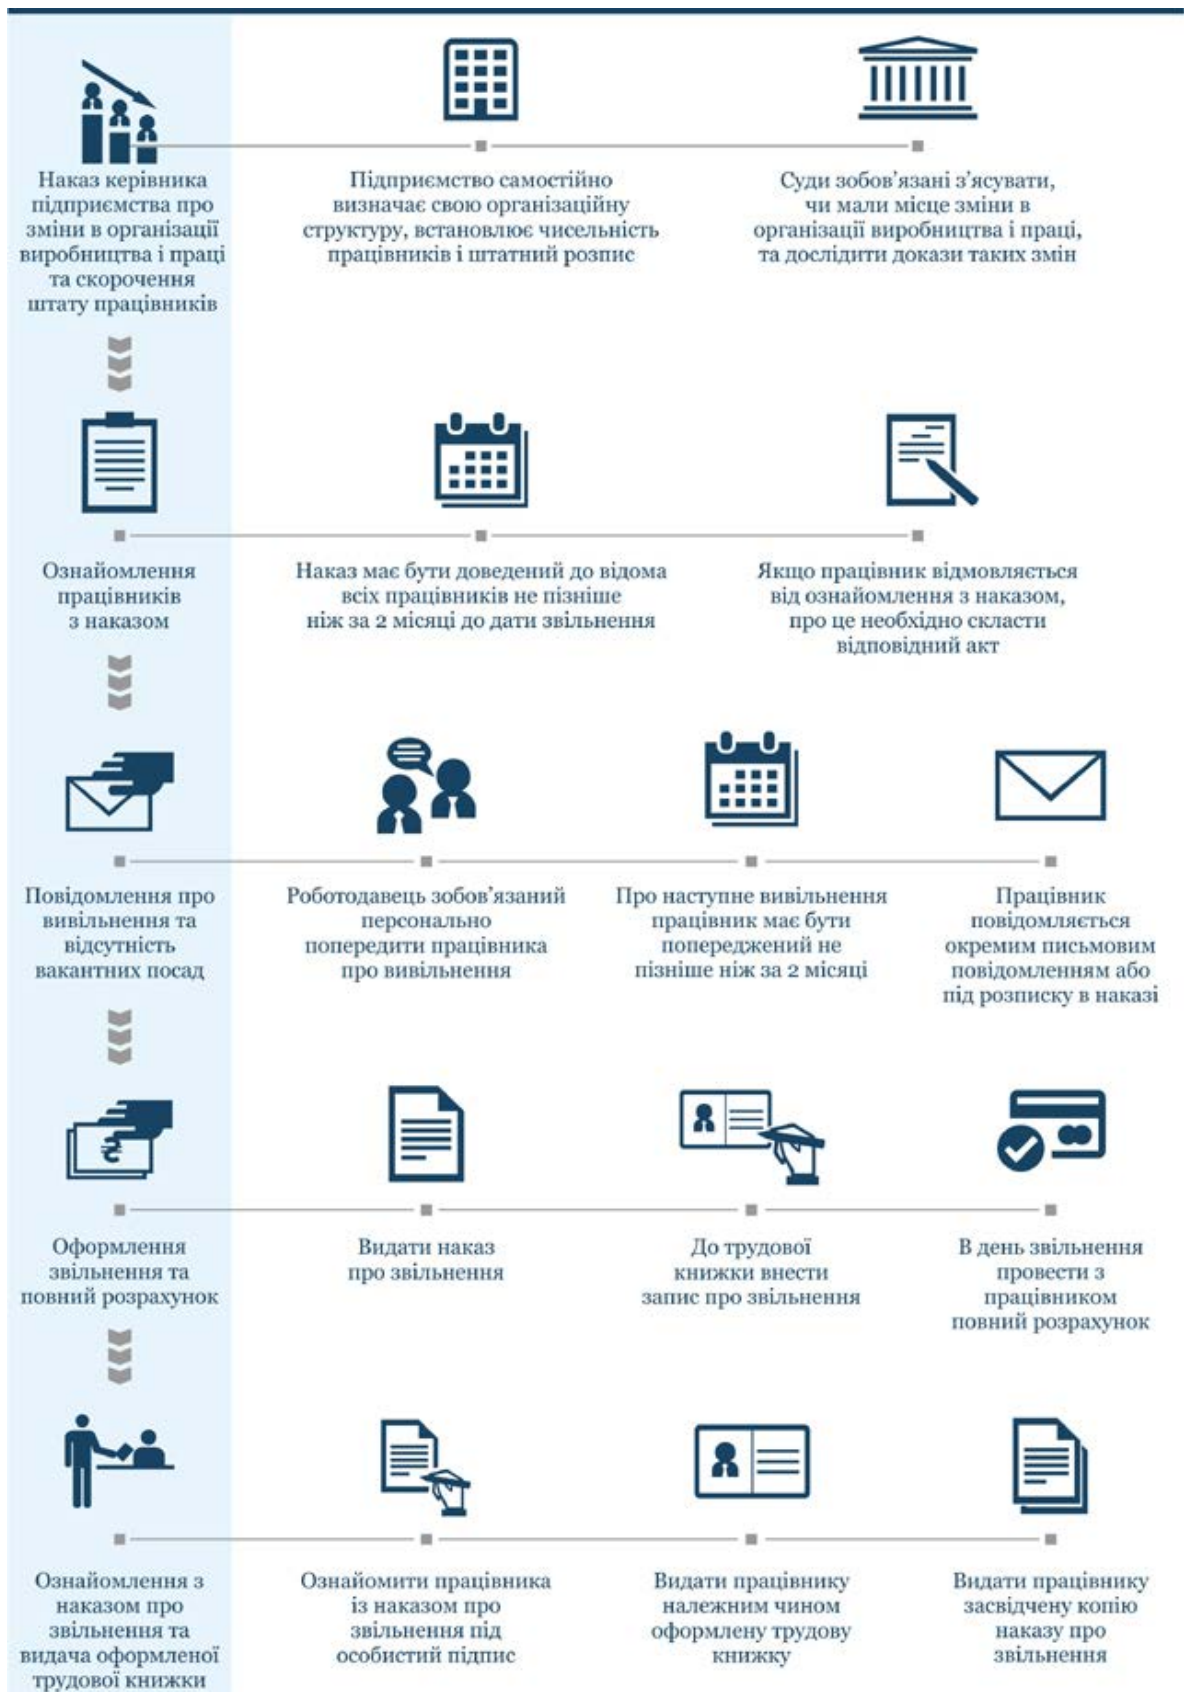 Наказ керівника
підприємства про
зміни в організації
виробництва і праці
та скорочення
штату працівників
Підприємство самостійно
визначає свою організаційну
структуру, встановлює чисельність
працівників і штатний розпис
Суди зобов’язані з’ясувати,
чи мали місце зміни в
організації виробництва і праці,
та дослідити докази таких змін
Ознайомлення
працівників
з наказом
Наказ має бути доведений до відома
всіх працівників не пізніше
ніж за 2 місяці до дати звільнення
Якщо працівник відмовляється
від ознайомлення з наказом,
про це необхідно скласти
відповідний акт
Повідомлення про
вивільнення та
відсутність
вакантних посад
Роботодавець зобов’язаний
персонально
попередити працівника
про вивільнення
Про наступне вивільнення
працівник має бути
попереджений не
пізніше ніж за 2 місяці
Працівник
повідомляється
окремим письмовим
повідомленням або
під розписку в наказі
₴
Оформлення
звільнення та
повний розрахунок
Видати наказ
про звільнення
До трудової
книжки внести
запис про звільнення
В день звільнення
провести з
працівником
повний розрахунок
Ознайомлення з
наказом про
звільнення та
видача оформленої
трудової книжки
Ознайомити працівника
із наказом про
звільнення під
особистий підпис
Видати працівнику
належним чином
оформлену трудову
книжку
Видати працівнику
засвідчену копію
наказу про
звільнення